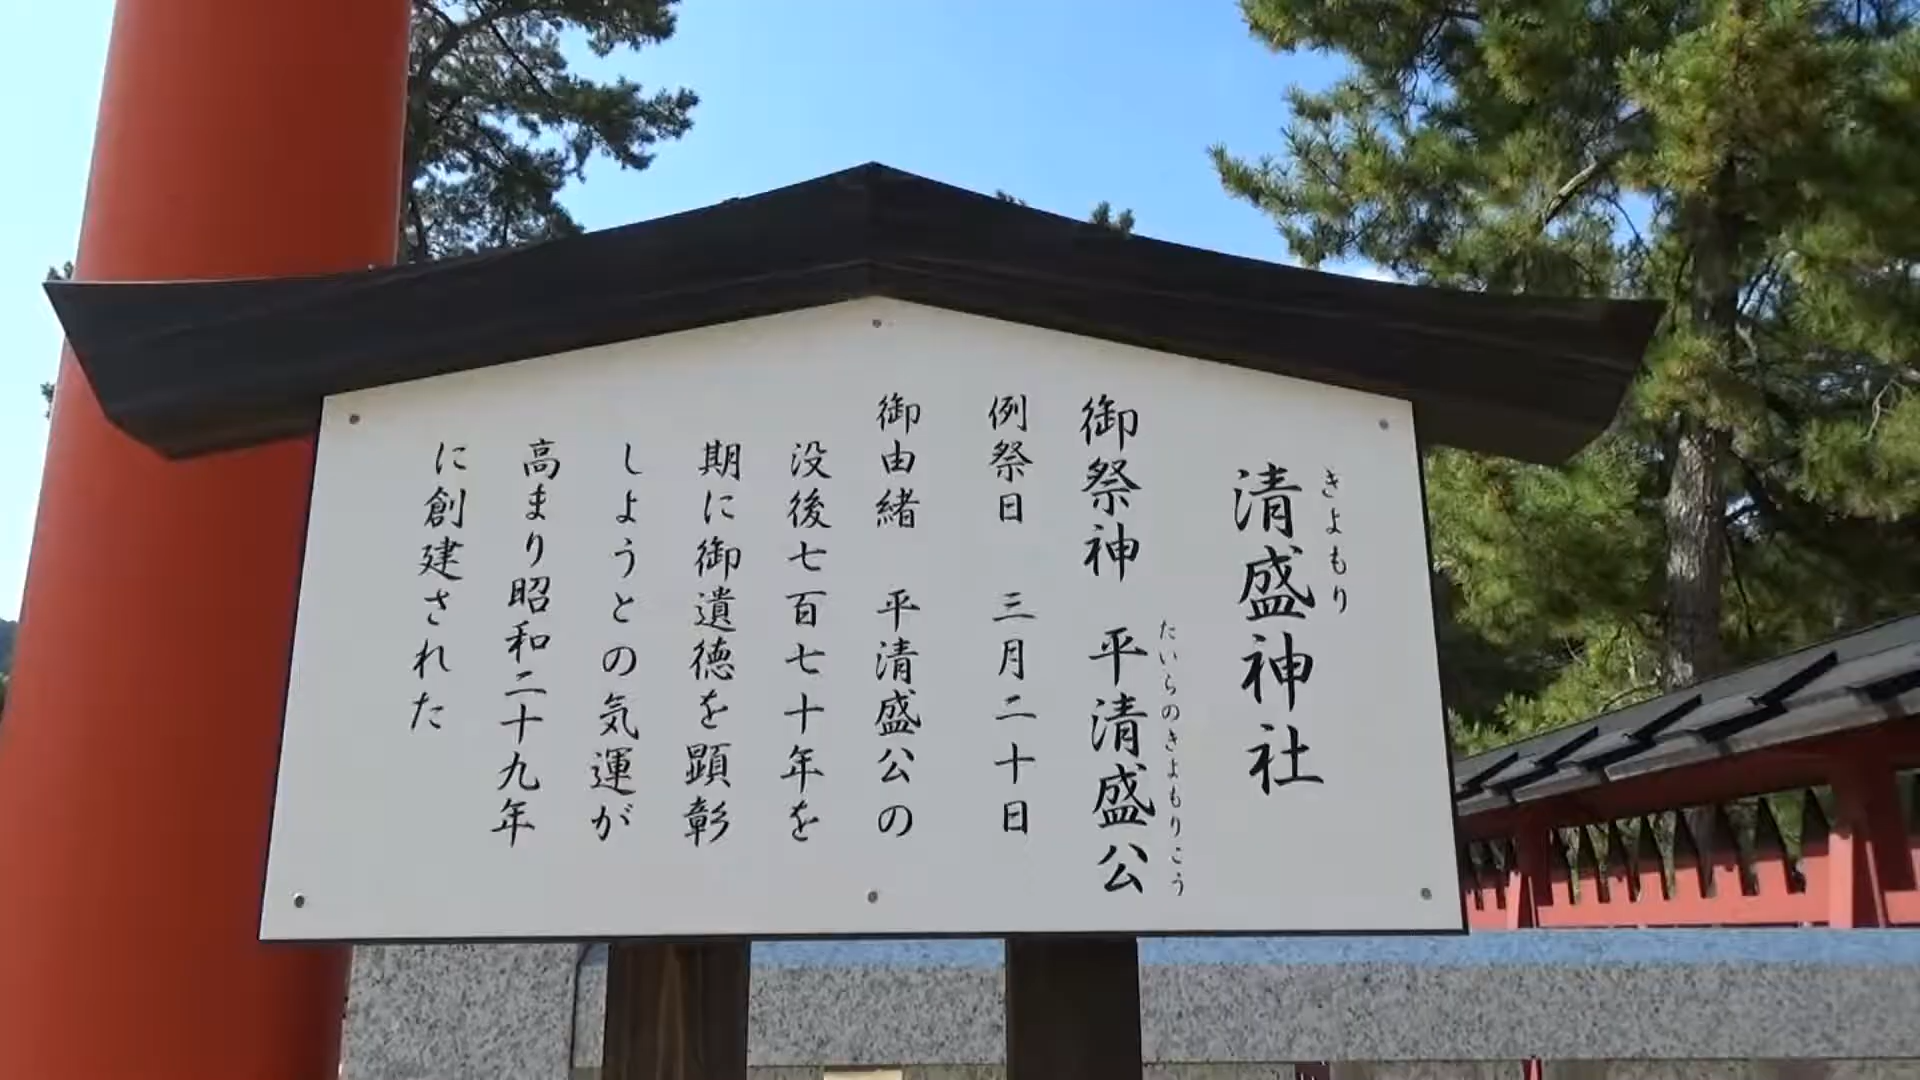 きよもり
清盛神社
御祭神 平清盛公
たいらのきよもりこう
例祭日 三月二十日
御由緒 平清盛公の
没後七百七十年を
期に御遺徳を顕彰
しようとの気運が
高まり昭和二十九年
に創建された